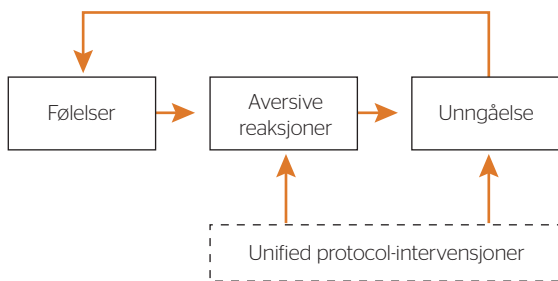 Følelser
Aversive
reaksjoner
Unngåelse
Unified protocol-intervensjoner